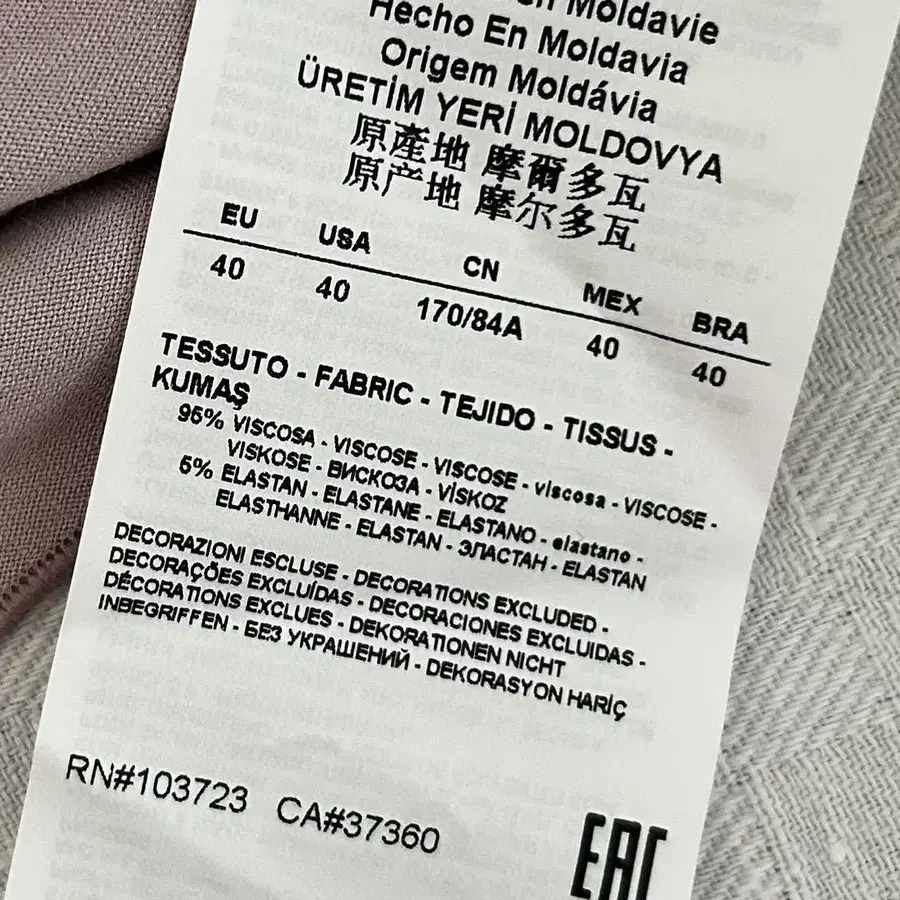 en Moldavie
Hecho En Moldavia
Origem Moldávia
ÜRETİM YERİ MOLDOVYA
原產地 摩爾多瓦
原产地 摩尔多瓦
EU USA CN MEX BRA
40 40 170/84A 40 40
TESSUTO - FABRIC - TEJIDO - TISSUS -
KUMAŞ
95% VISCOSA - VISCOSE - VISCOSE - viscosa - VISCOSE -
VISKOSE - ВИСКОЗА - VİSKOZ
5% ELASTAN - ELASTANE - ELASTANO - elastano -
ELASTHANNE - ELASTAN - ЭЛАСТАН - ELASTAN
DECORAZIONI ESCLUSE - DECORATIONS EXCLUDED -
DECORAÇÕES EXCLUÍDAS - DECORACIONES EXCLUIDAS -
DÉCORATIONS EXCLUES - DEKORATIONEN NICHT
INBEGRIFFEN - БЕЗ УКРАШЕНИЙ - DEKORASYON HARİÇ
RN#103723 CA#37360
EAC